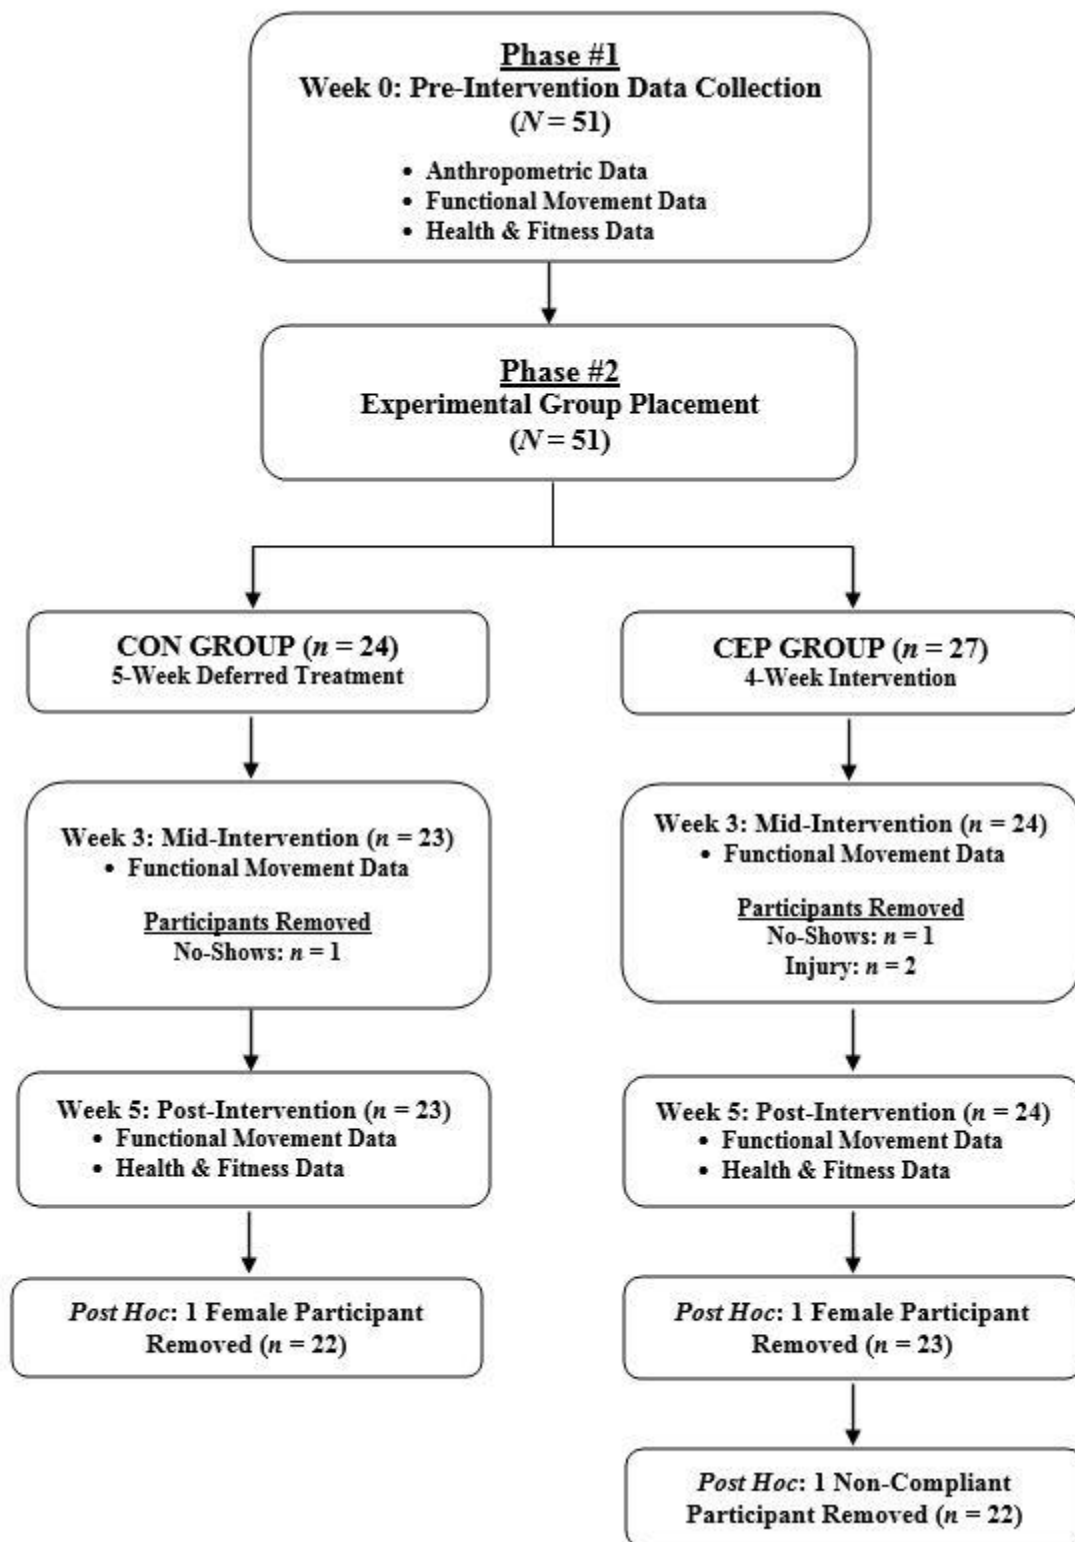 Phase #1
Week 0: Pre-Intervention Data Collection
(N = 51)
• Anthropometric Data
• Functional Movement Data
• Health & Fitness Data
Phase #2
Experimental Group Placement
(N = 51)
CON GROUP (n = 24)
5-Week Deferred Treatment
CEP GROUP (n = 27)
4-Week Intervention
Week 3: Mid-Intervention (n = 23)
• Functional Movement Data
Participants Removed
No-Shows: n = 1
Week 3: Mid-Intervention (n = 24)
• Functional Movement Data
Participants Removed
No-Shows: n = 1
Injury: n = 2
Week 5: Post-Intervention (n = 23)
• Functional Movement Data
• Health & Fitness Data
Week 5: Post-Intervention (n = 24)
• Functional Movement Data
• Health & Fitness Data
Post Hoc: 1 Female Participant
Removed (n = 22)
Post Hoc: 1 Female Participant
Removed (n = 23)
Post Hoc: 1 Non-Compliant
Participant Removed (n = 22)